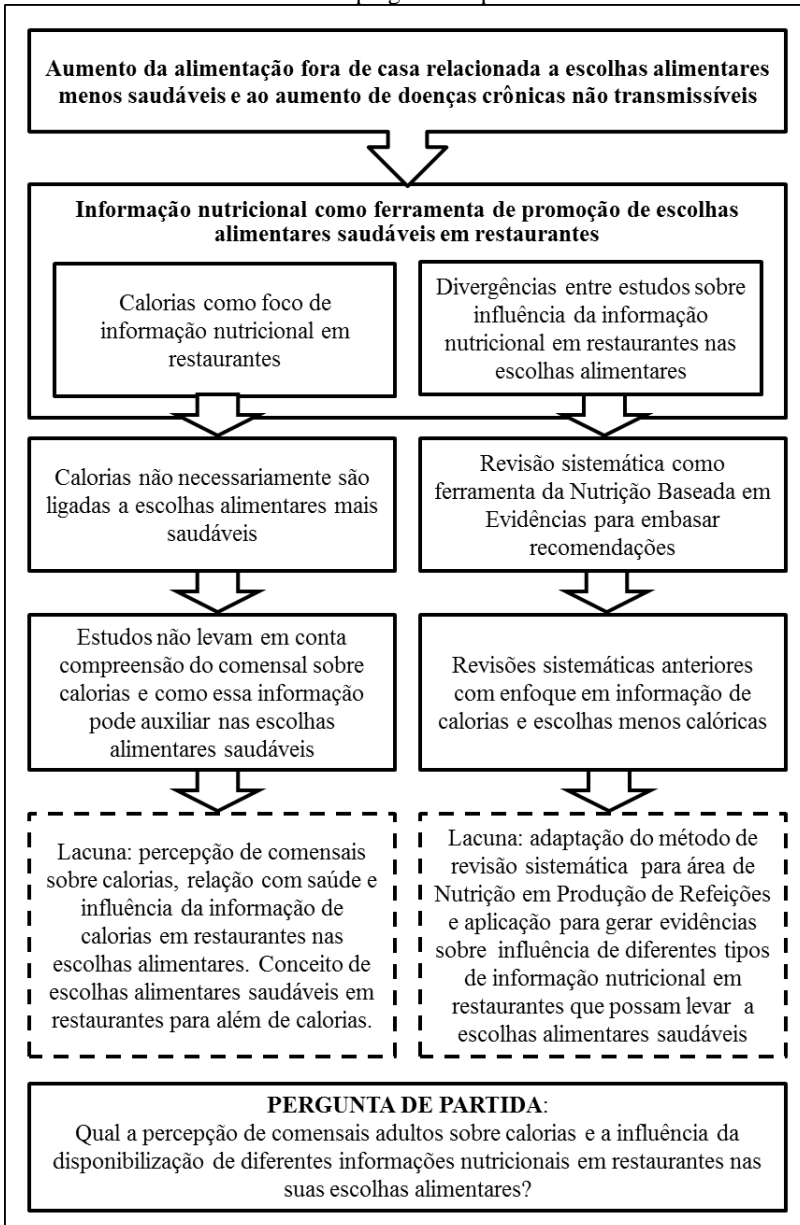 Aumento da alimentação fora de casa relacionada a escolhas alimentares
menos saudáveis e ao aumento de doenças crônicas não transmissíveis
Informação nutricional como ferramenta de promoção de escolhas
alimentares saudáveis em restaurantes
Calorias como foco de
informação nutricional em
restaurantes
Divergências entre estudos sobre
influência da informação
nutricional em restaurantes nas
escolhas alimentares
Calorias não necessariamente são
ligadas a escolhas alimentares mais
saudáveis
Revisão sistemática como
ferramenta da Nutrição Baseada em
Evidências para embasar
recomendações
Estudos não levam em conta
compreensão do comensal sobre
calorias e como essa informação
pode auxiliar nas escolhas
alimentares saudáveis
Revisões sistemáticas anteriores
com enfoque em informação de
calorias e escolhas menos calóricas
Lacuna: percepção de comensais
sobre calorias, relação com saúde e
influência da informação de
calorias em restaurantes nas
escolhas alimentares. Conceito de
escolhas alimentares saudáveis em
restaurantes para além de calorias.
Lacuna: adaptação do método de
revisão sistemática para área de
Nutrição em Produção de Refeições
e aplicação para gerar evidências
sobre influência de diferentes tipos
de informação nutricional em
restaurantes que possam levar a
escolhas alimentares saudáveis
PERGUNTA DE PARTIDA:
Qual a percepção de comensais adultos sobre calorias e a influência da
disponibilização de diferentes informações nutricionais em restaurantes nas
suas escolhas alimentares?